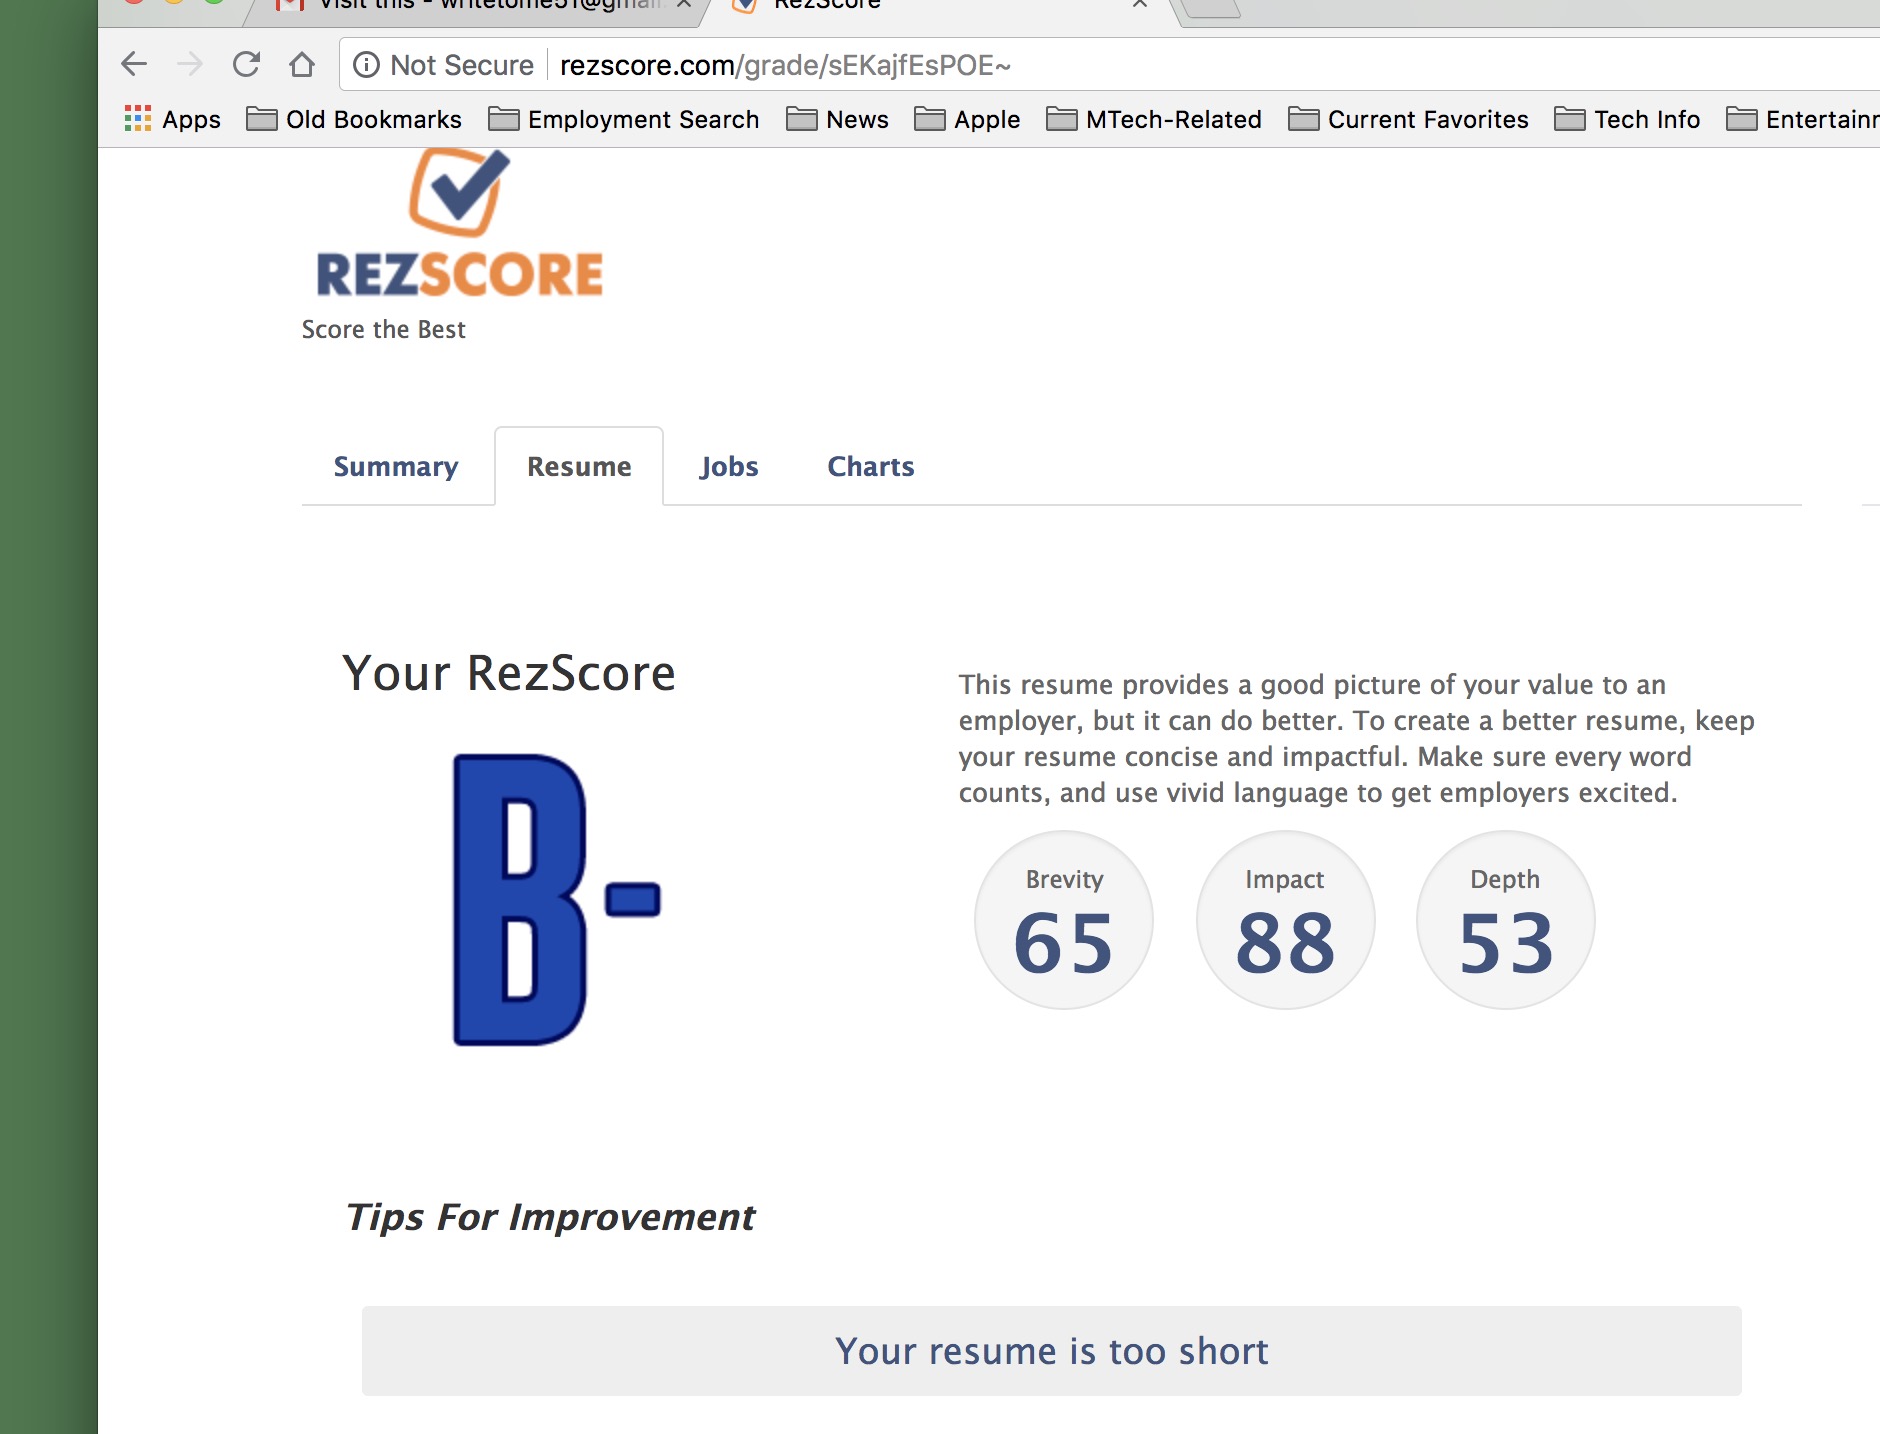 Visit this - writetome51@gmail.
RezScore
Not Secure rezscore.com/grade/sEKajfEsPOE~
Apps Old Bookmarks Employment Search News Apple MTech-Related Current Favorites Tech Info Entertainm
REZSCORE
Score the Best
Summary Resume Jobs Charts
Your RezScore
This resume provides a good picture of your value to an
employer, but it can do better. To create a better resume, keep
your resume concise and impactful. Make sure every word
counts, and use vivid language to get employers excited.
B-
Brevity Impact Depth
65 88 53
Tips For Improvement
Your resume is too short